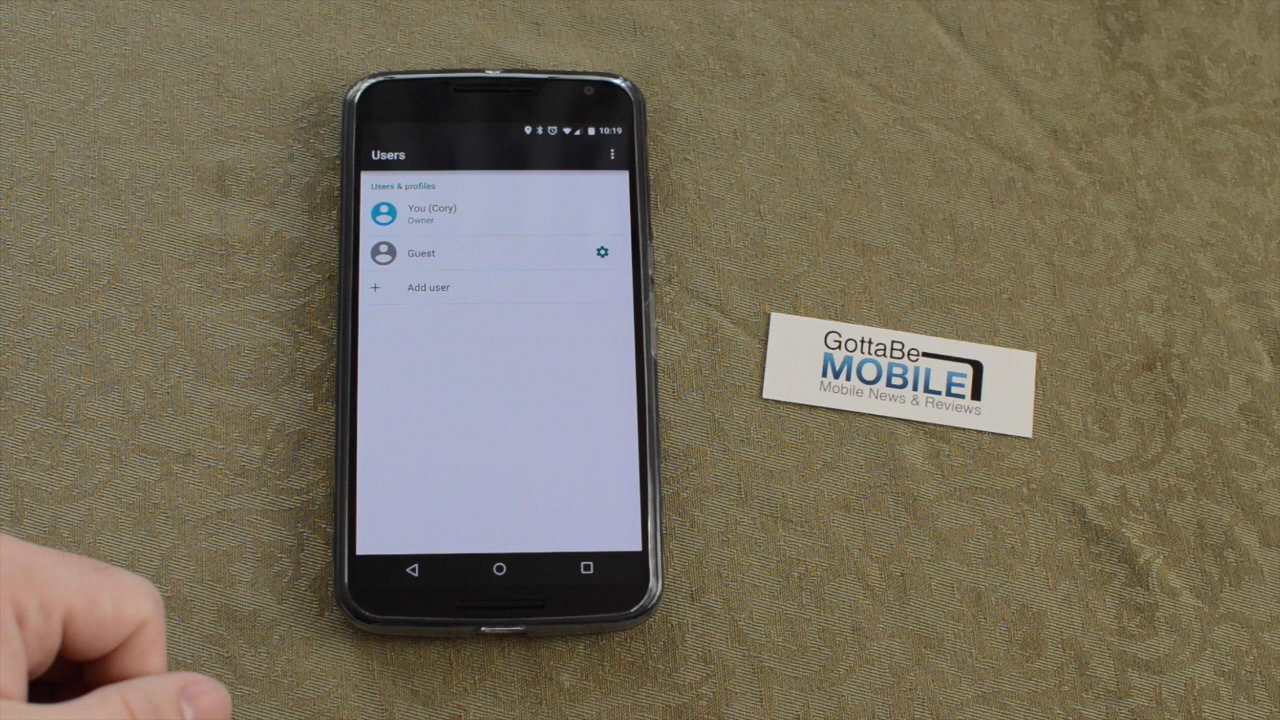 10:19
Users
Users & profiles
You (Cory)
Owner
Guest
Add user
GottaBe
MOBILE
Mobile News & Reviews